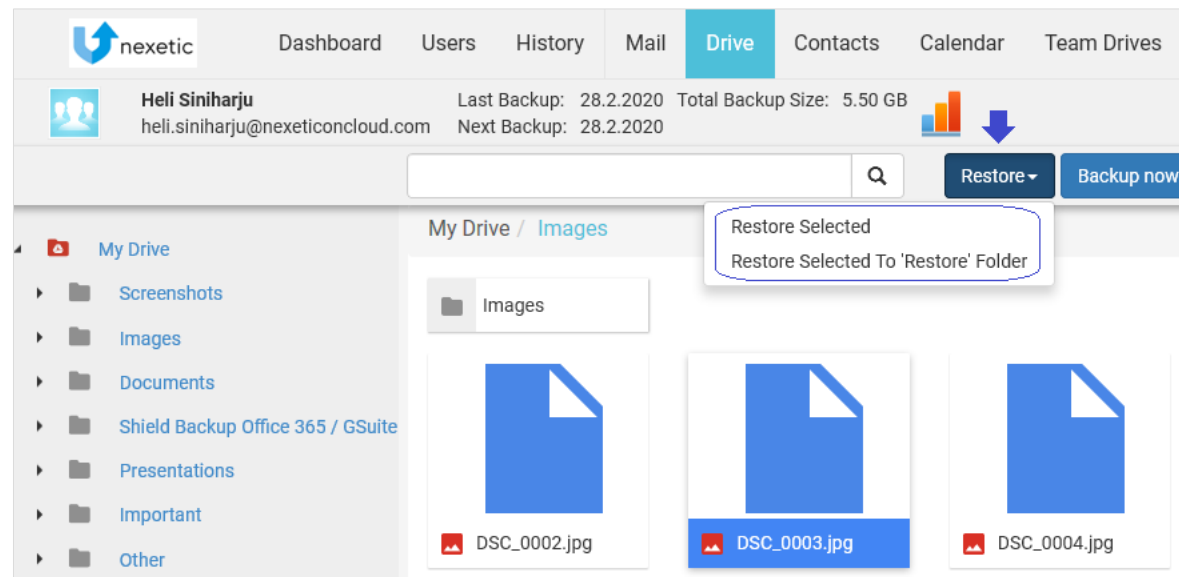 nexetic Dashboard Users History Mail Drive Contacts Calendar Team Drives
Heli Siniharju Last Backup: 28.2.2020 Total Backup Size: 5.50 GB
heli.siniharju@nexeticoncloud.com Next Backup: 28.2.2020
Restore Backup now
Restore Selected
Restore Selected To 'Restore' Folder
My Drive / Images
My Drive
Screenshots
Images
Documents
Shield Backup Office 365 / GSuite
Presentations
Important
Other
Images
DSC_0002.jpg DSC_0003.jpg DSC_0004.jpg